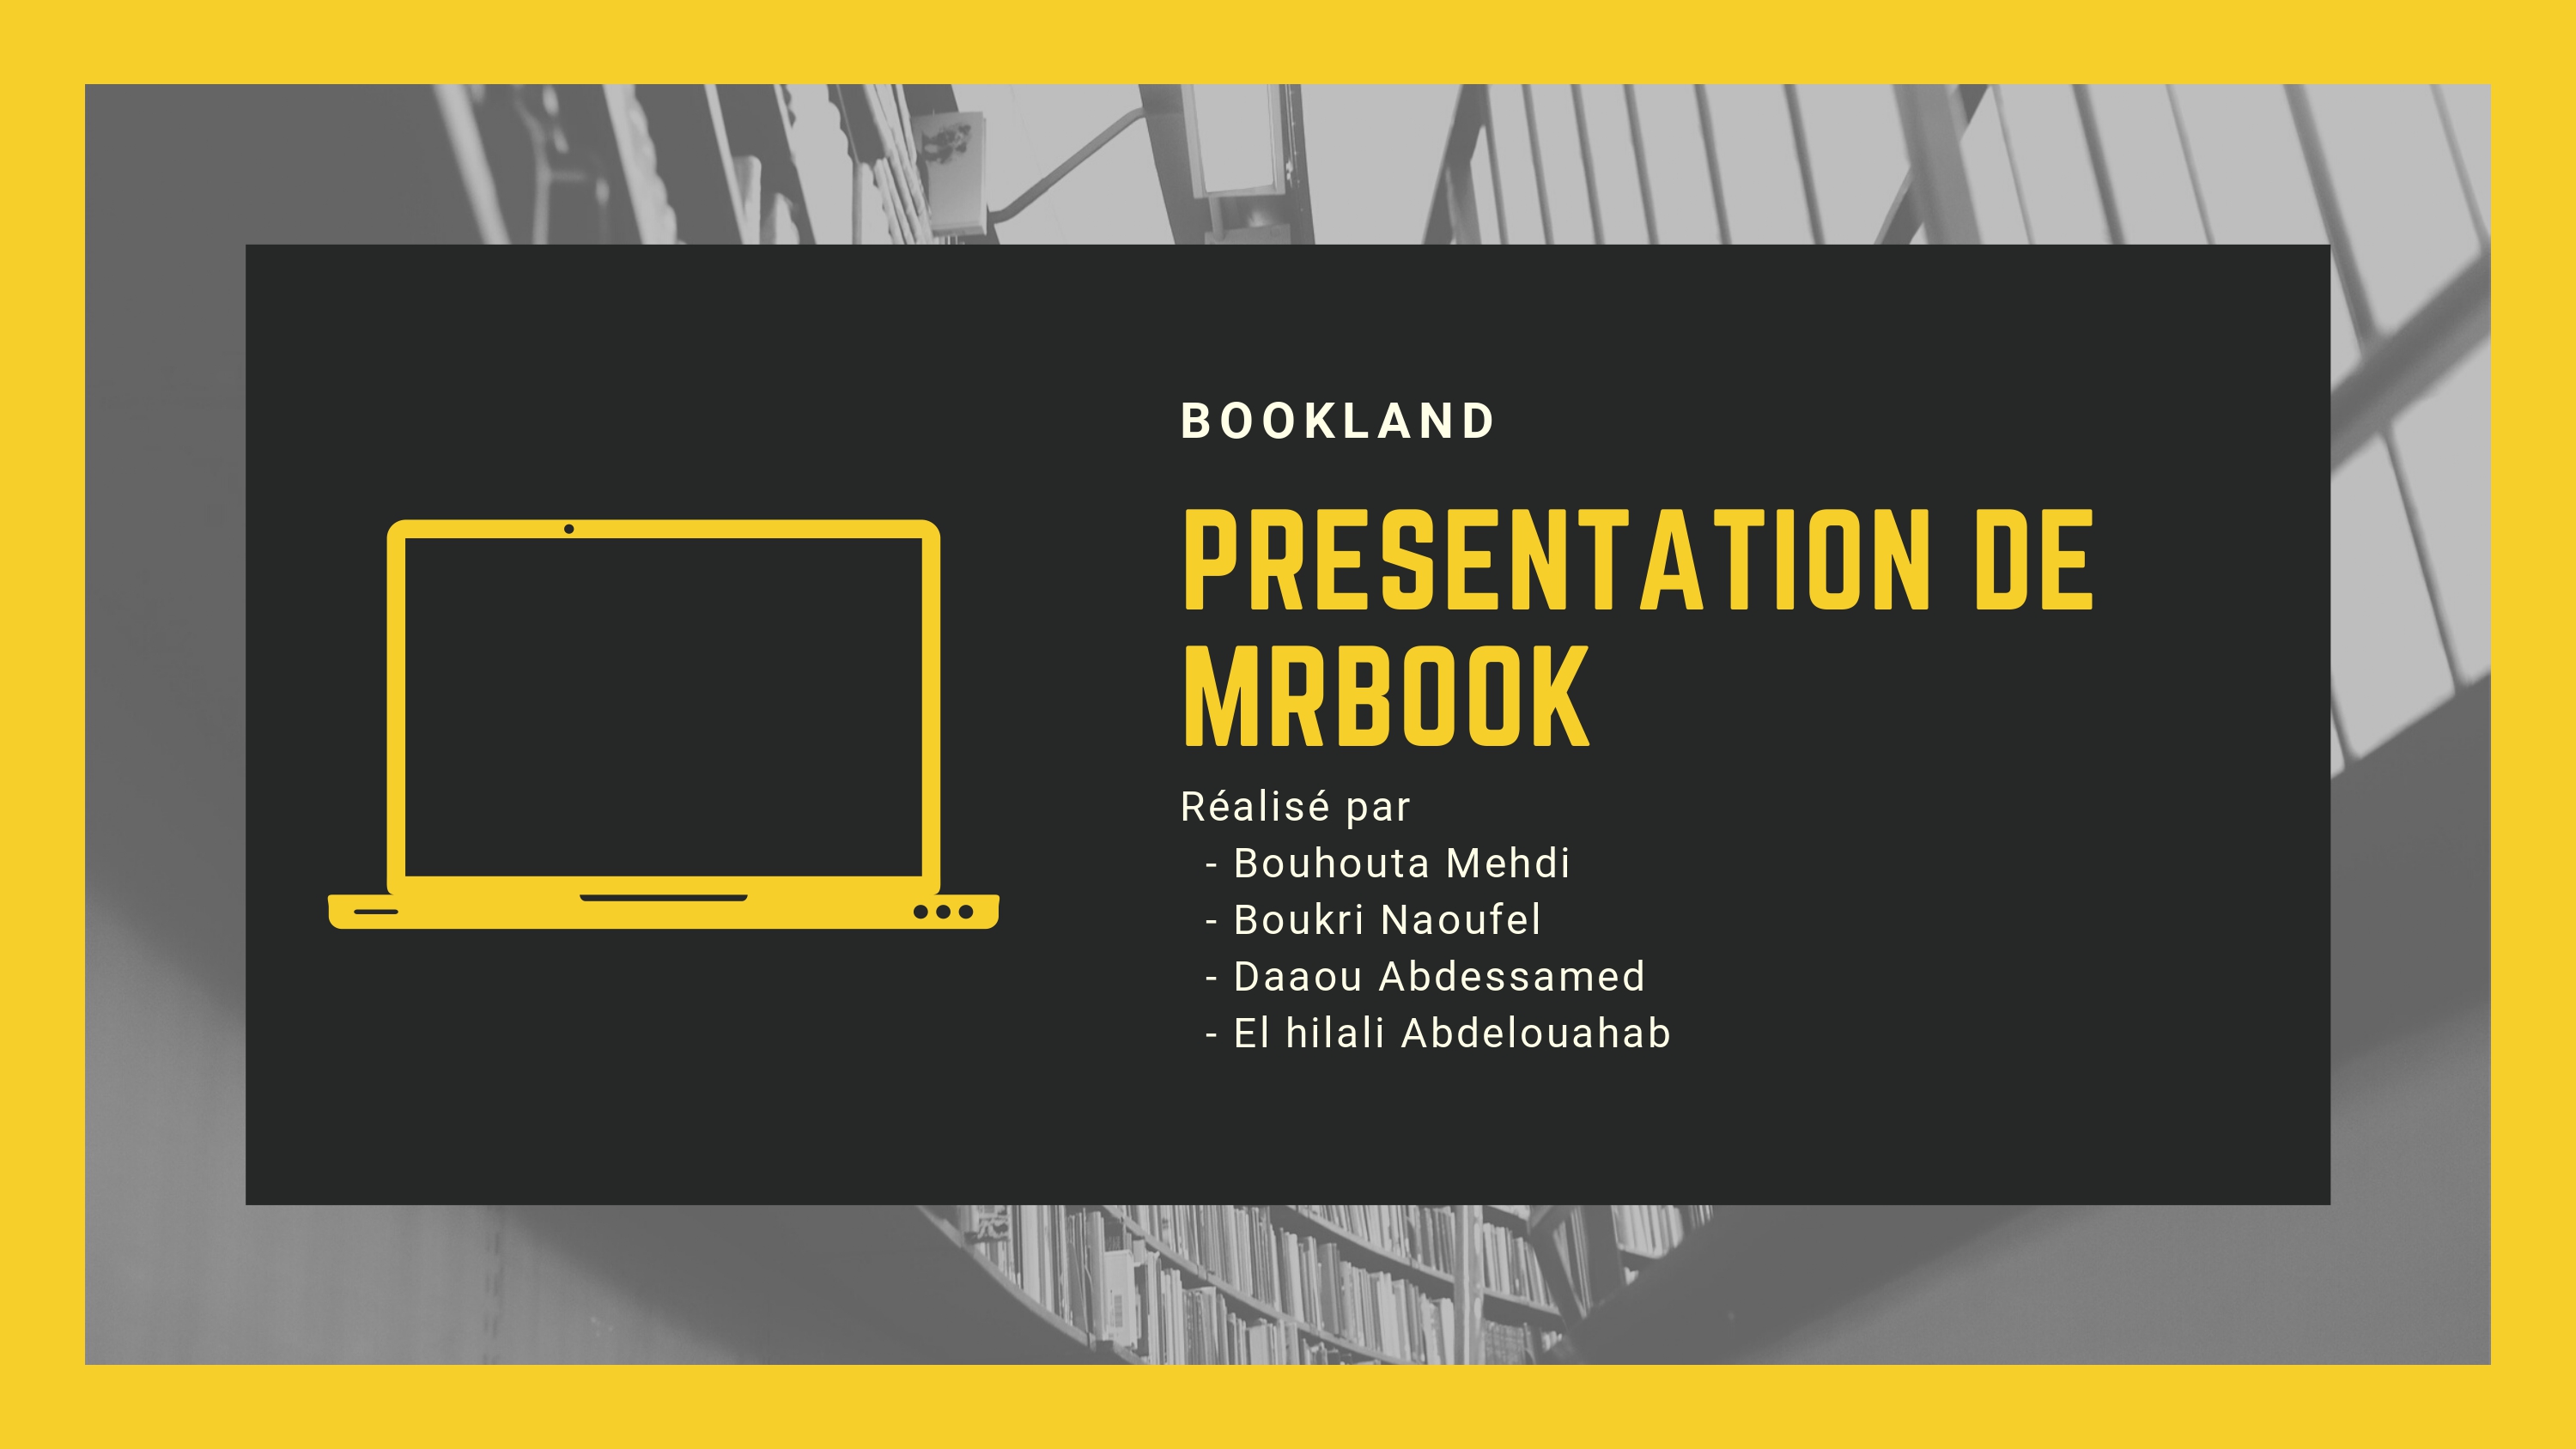 BOOKLAND
PRESENTATION DE
MRBOOK
Réalisé par
- Bouhouta Mehdi
- Boukri Naoufel
- Daaou Abdessamed
- El hilali Abdelouahab